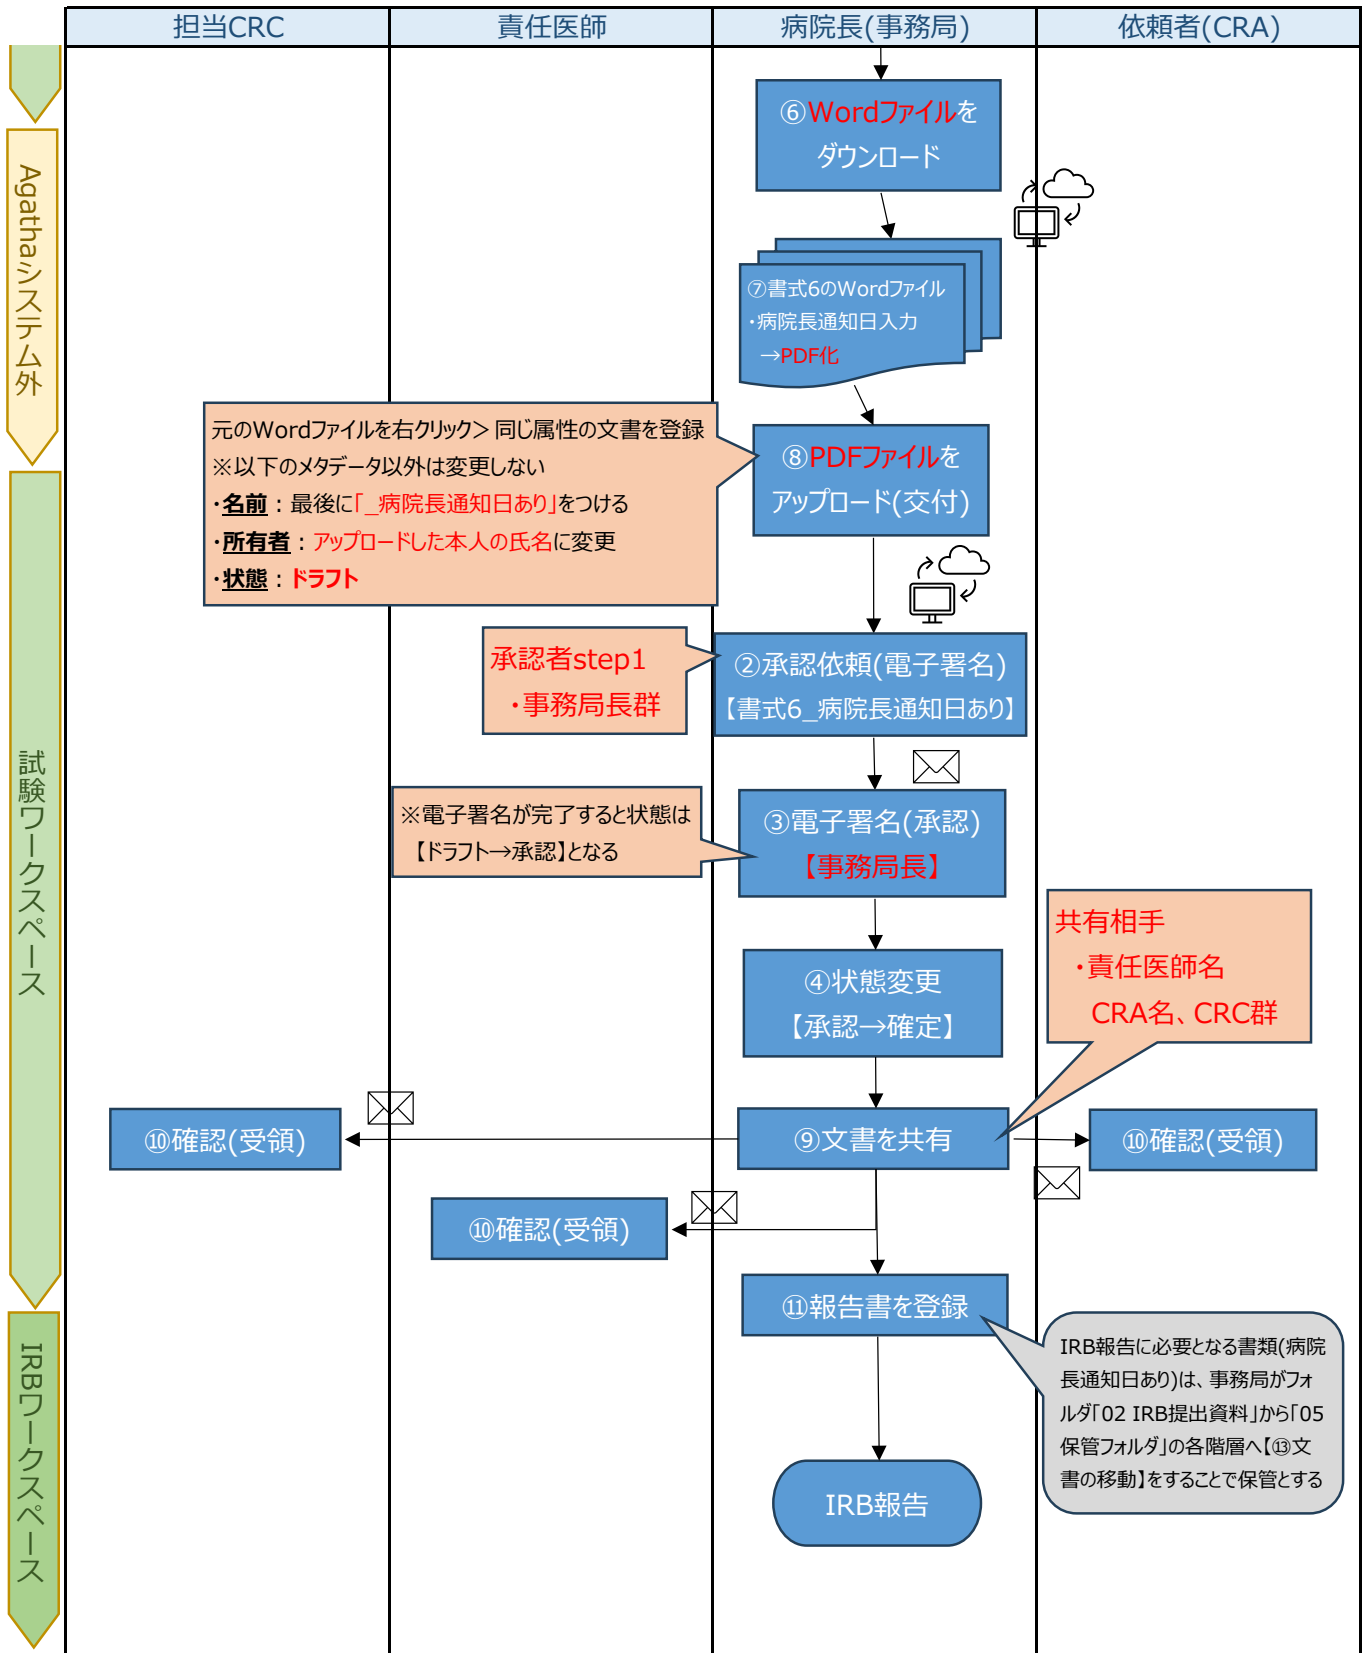 担当CRC
責任医師
病院長(事務局)
依頼者(CRA)
Agathaシステム外
試験ワークスペース
IRBワークスペース
⑥Wordファイルを
ダウンロード
⑦書式6のWordファイル
・病院長通知日入力
→PDF化
元のWordファイルを右クリック＞同じ属性の文書を登録
※以下のメタデータ以外は変更しない
・名前：最後に「_病院長通知日あり」をつける
・所有者：アップロードした本人の氏名に変更
・状態：ドラフト
⑧PDFファイルを
アップロード(交付)
承認者step1
・事務局長群
②承認依頼(電子署名)
【書式6_病院長通知日あり】
※電子署名が完了すると状態は
【ドラフト→承認】となる
③電子署名(承認)
【事務局長】
共有相手
・責任医師名
CRA名、CRC群
④状態変更
【承認→確定】
⑩確認(受領)
⑨文書を共有
⑩確認(受領)
⑩確認(受領)
⑪報告書を登録
IRB報告に必要となる書類(病院
長通知日あり)は、事務局がフォ
ルダ「02 IRB提出資料」から「05
保管フォルダ」の各階層へ【⑬文
書の移動】をすることで保管とする
IRB報告